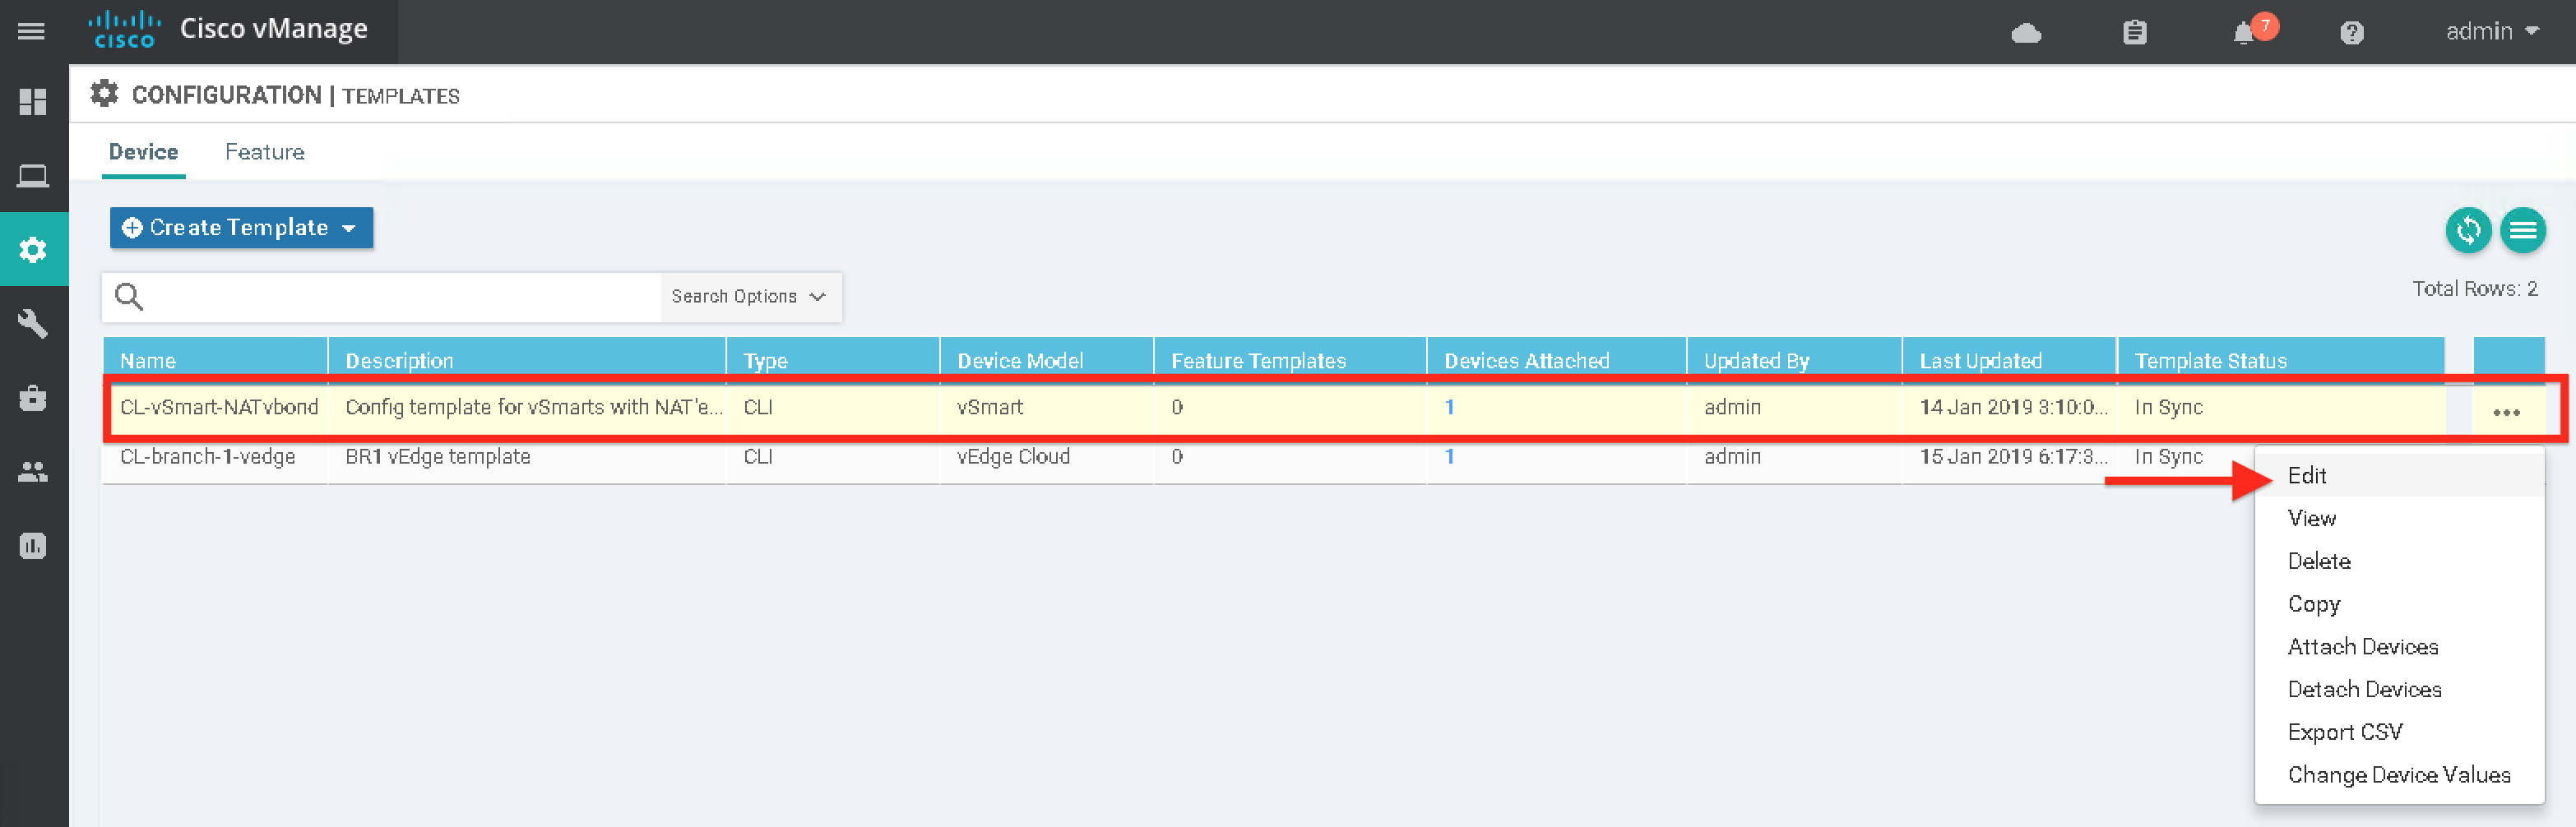 cisco Cisco vManage 7 ? admin
CONFIGURATION | TEMPLATES
Device Feature
Create Template
Search Options
Total Rows: 2
Name Description Type Device Model Feature Templates Devices Attached Updated By Last Updated Template Status
CL-vSmart-NATvbond Config template for vSmarts with NAT'e... CLI vSmart 0 1 admin 14 Jan 2019 3:10:0... In Sync ...
CL-branch-1-vedge BR1 vEdge template CLI vEdge Cloud 0 1 admin 15 Jan 2019 6:17:3... In Sync
Edit
View
Delete
Copy
Attach Devices
Detach Devices
Export CSV
Change Device Values